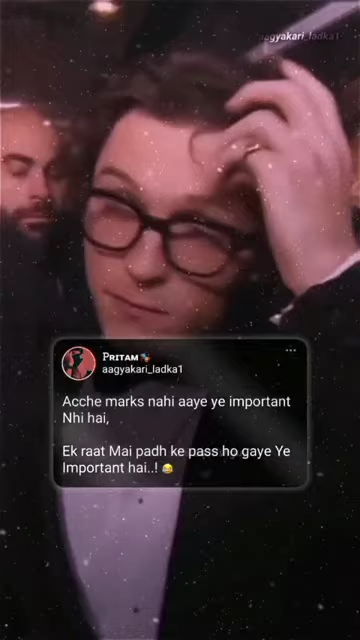 aagyakari_ladka1
PRITAM
aagyakari_ladka1
Acche marks nahi aaye ye important
Nhi hai,
Ek raat Mai padh ke pass ho gaye Ye
Important hai..! 😂